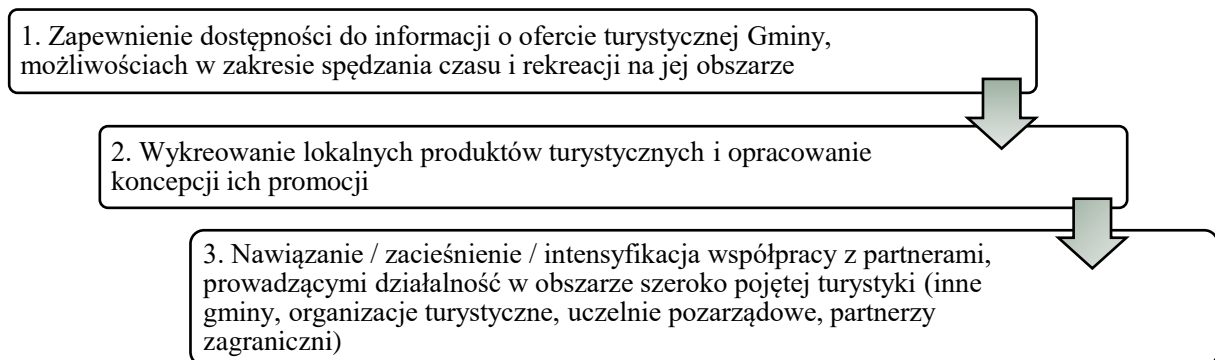 1. Zapewnienie dostępności do informacji o ofercie turystycznej Gminy,
możliwościach w zakresie spędzania czasu i rekreacji na jej obszarze
2. Wykreowanie lokalnych produktów turystycznych i opracowanie
koncepcji ich promocji
3. Nawiązanie / zacieśnienie / intensyfikacja współpracy z partnerami,
prowadzącymi działalność w obszarze szeroko pojętej turystyki (inne
gminy, organizacje turystyczne, uczelnie pozarządowe, partnerzy
zagraniczni)